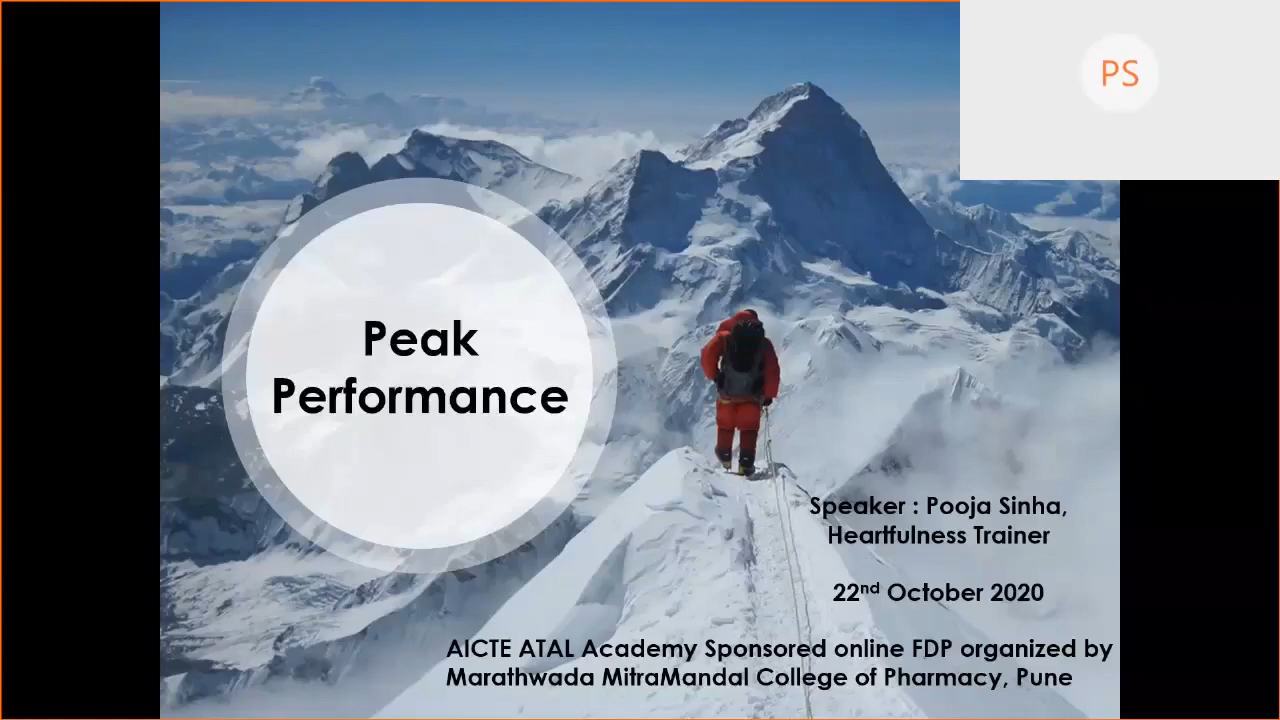 PS
Peak
Performance
Speaker : Pooja Sinha,
Heartfulness Trainer
22nd October 2020
AICTE ATAL Academy Sponsored online FDP organized by
Marathwada MitraMandal College of Pharmacy, Pune